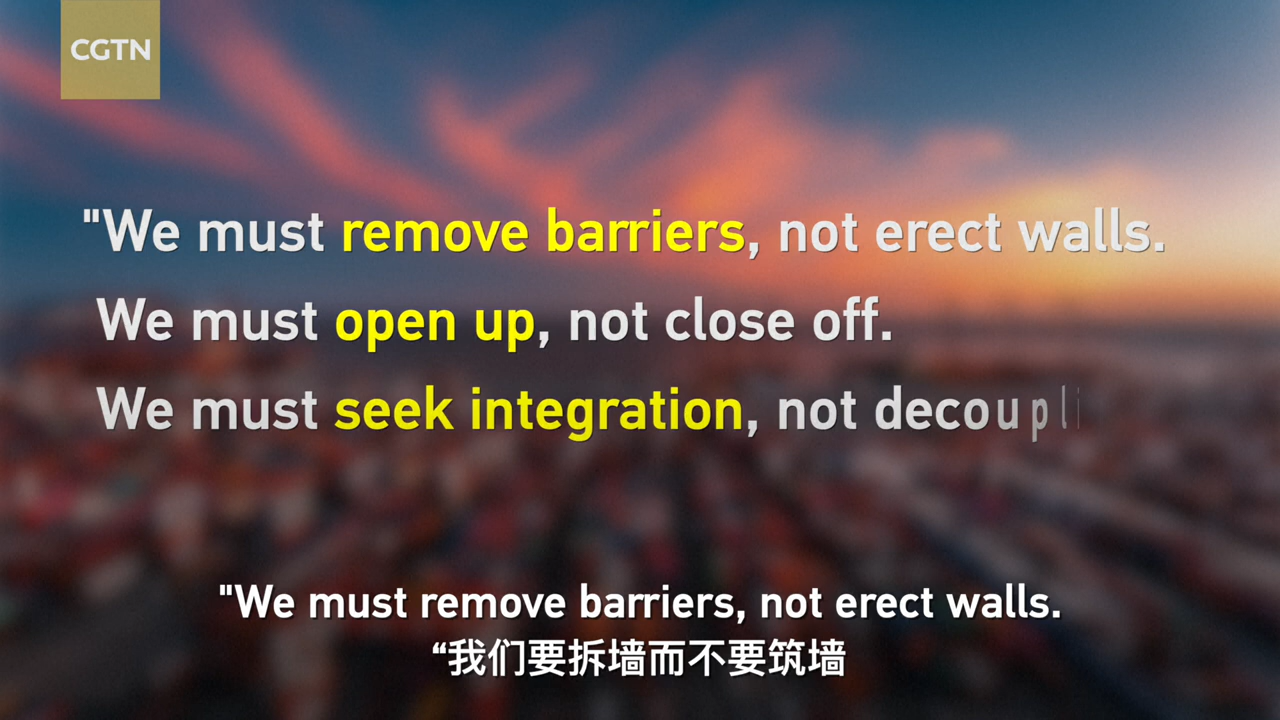 CGTN
"We must remove barriers, not erect walls.
We must open up, not close off.
We must seek integration, not decoupli
"We must remove barriers, not erect walls.
“我们要拆墙而不要筑墙